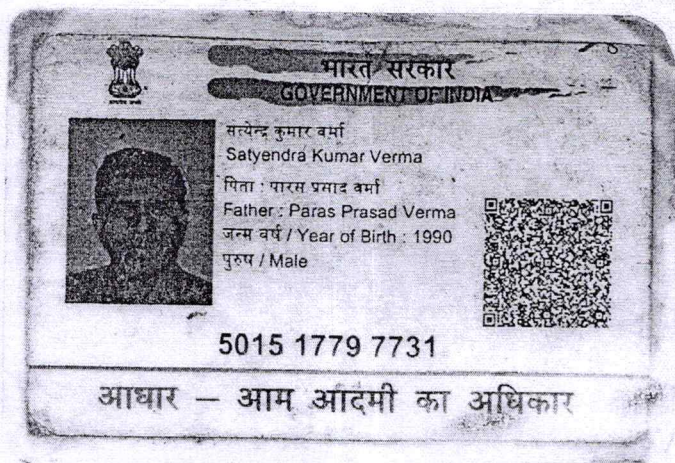 भारत सरकार
GOVERNMENT OF INDIA
सत्येन्द्र कुमार वर्मा
Satyendra Kumar Verma
पिता : पारस प्रसाद वर्मा
Father : Paras Prasad Verma
जन्म वर्ष / Year of Birth : 1990
पुरुष / Male
5015 1779 7731
आधार – आम आदमी का अधिकार